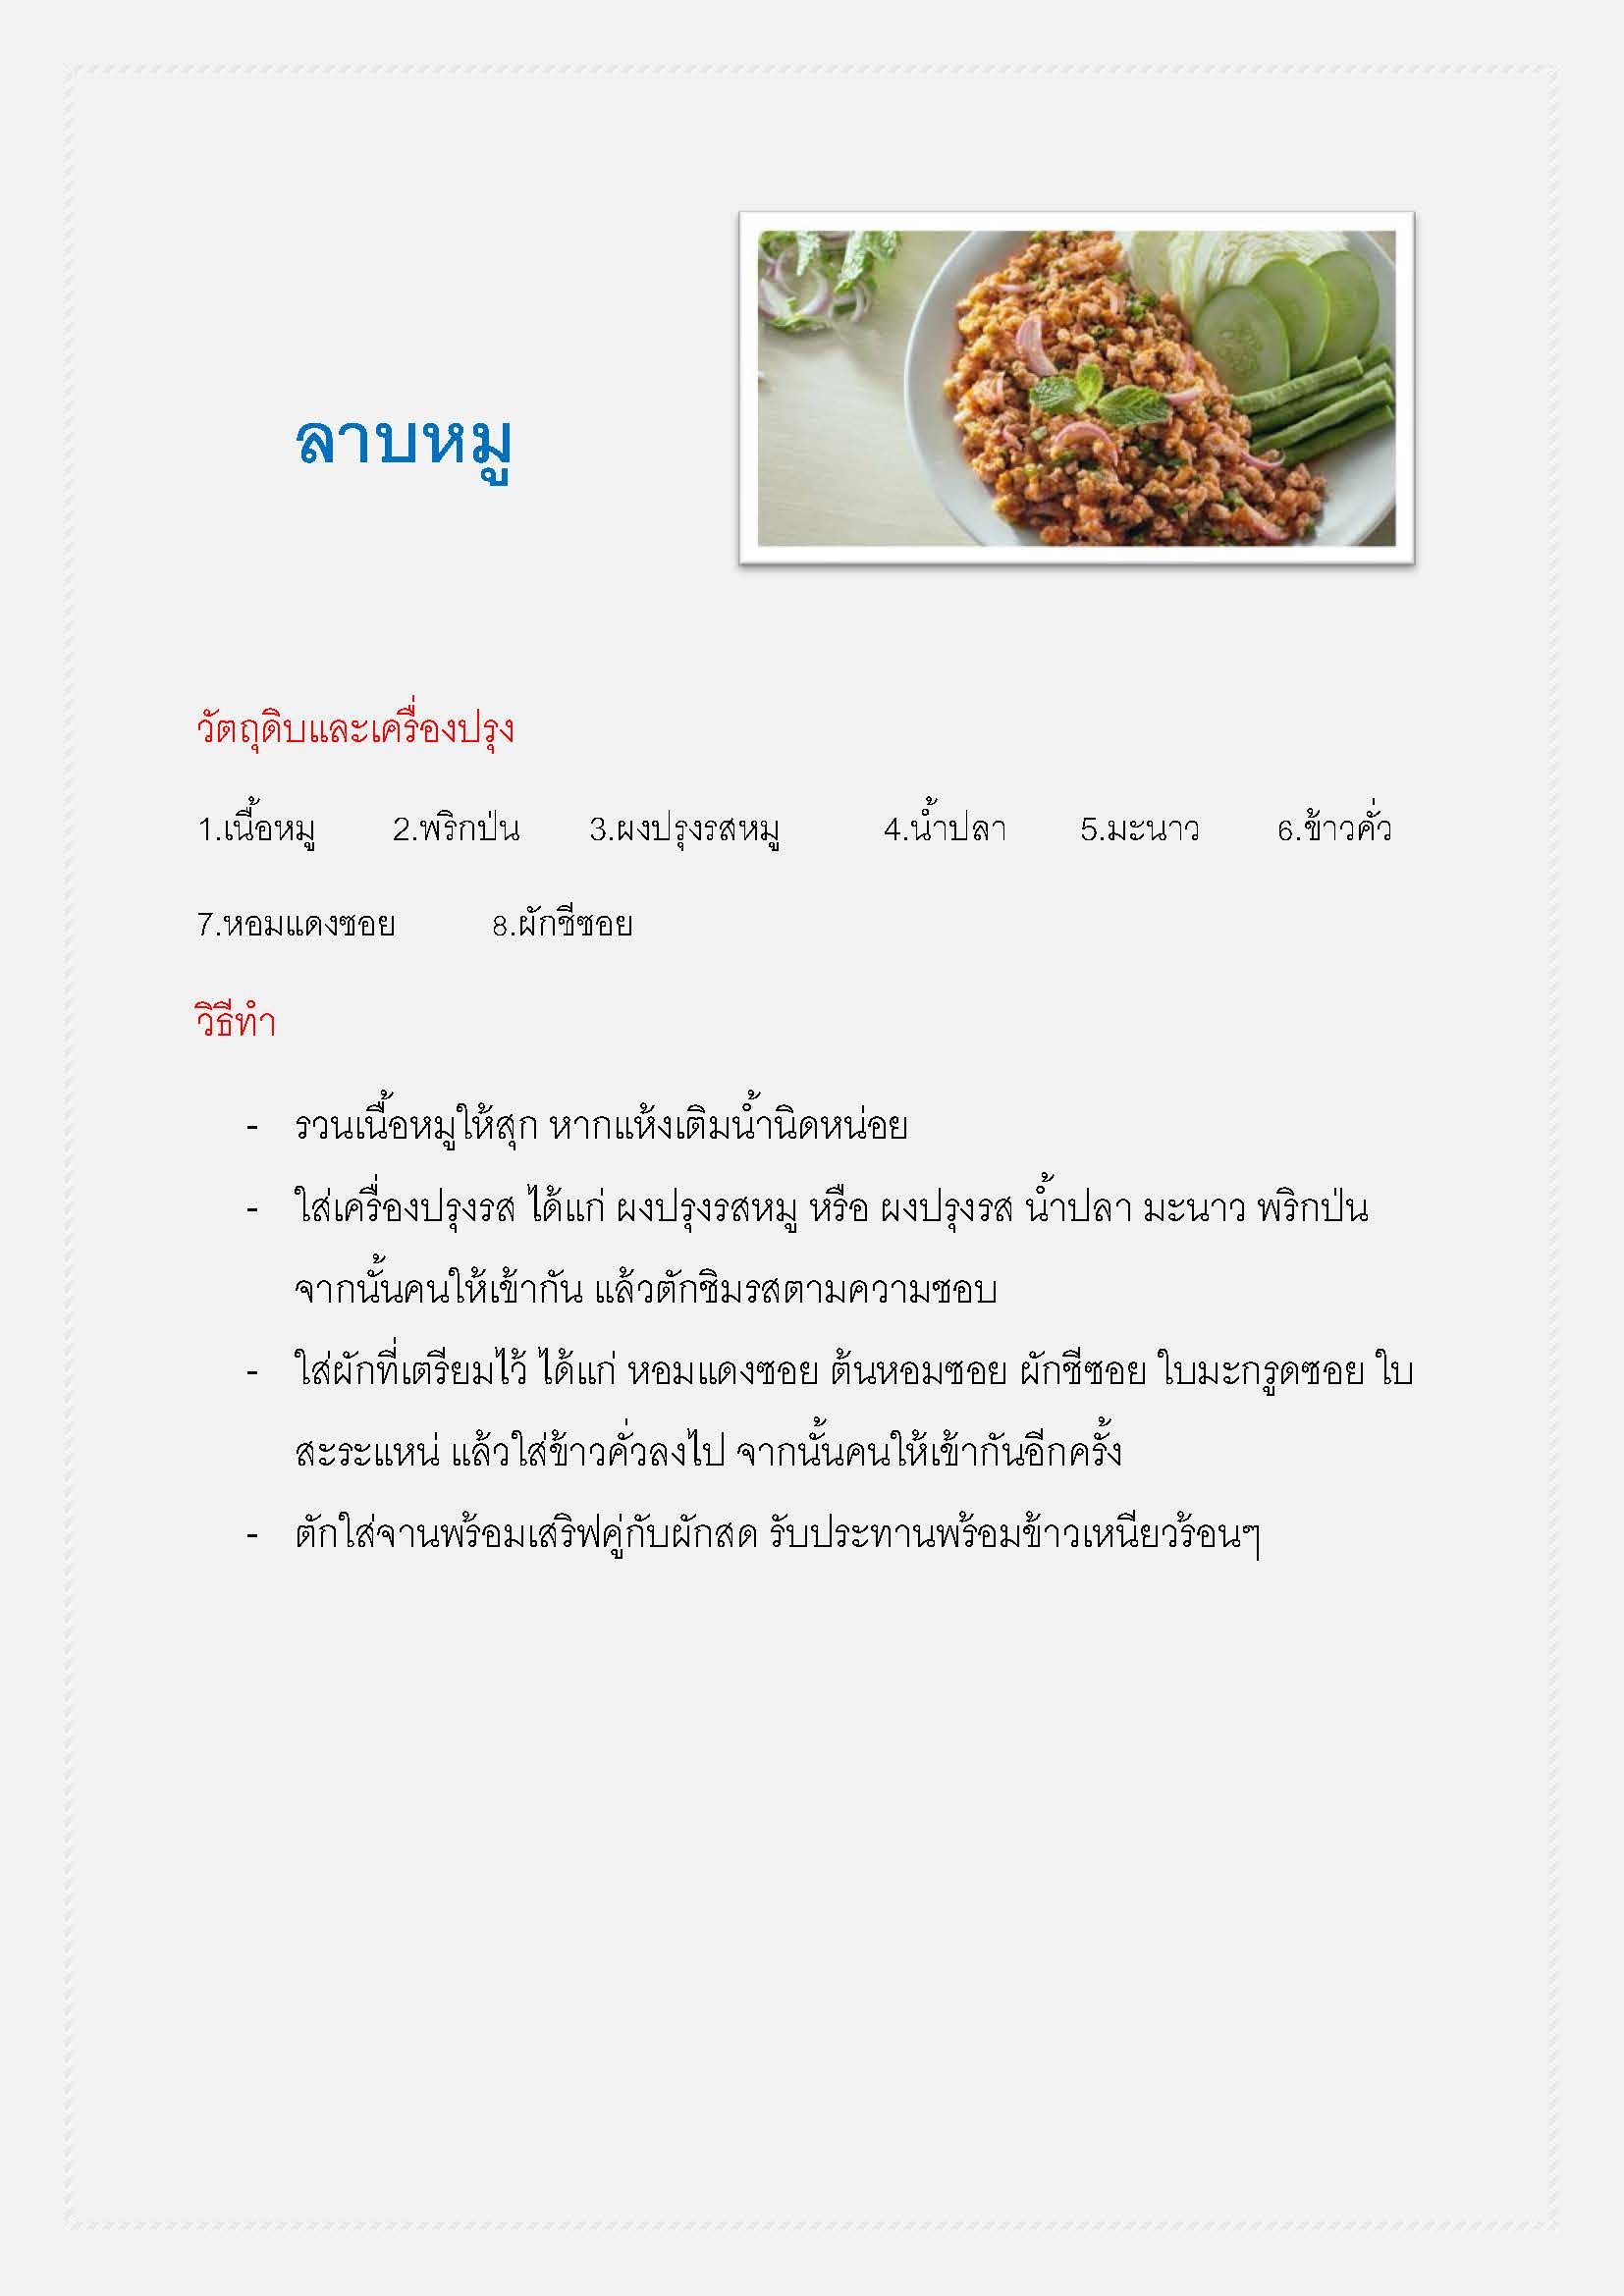 ลาบหมู
วัตถุดิบและเครื่องปรุง
1.เนื้อหมู 2.พริกป่น 3.ผงปรุงรสหมู 4.น้ำปลา 5.มะนาว 6.ข้าวคั่ว
7.หอมแดงซอย 8.ผักชีซอย
วิธีทำ
- รวนเนื้อหมูให้สุก หากแห้งเติมน้ำนิดหน่อย
- ใส่เครื่องปรุงรส ได้แก่ ผงปรุงรสหมู หรือ ผงปรุงรส น้ำปลา มะนาว พริกป่น
จากนั้นคนให้เข้ากัน แล้วตักชิมรสตามความชอบ
- ใส่ผักที่เตรียมไว้ ได้แก่ หอมแดงซอย ต้นหอมซอย ผักชีซอย ใบมะกรูดซอย ใบ
สะระแหน่ แล้วใส่ข้าวคั่วลงไป จากนั้นคนให้เข้ากันอีกครั้ง
- ตักใส่จานพร้อมเสริฟคู่กับผักสด รับประทานพร้อมข้าวเหนียวร้อนๆ